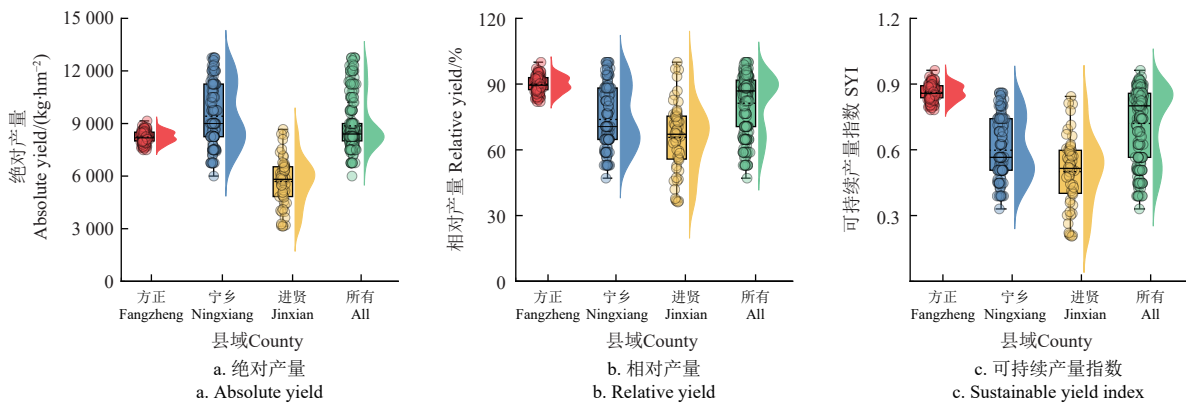 绝对产量
Absolute yield/(kg·hm⁻²)
15 000
12 000
9 000
6 000
3 000
0
方正 宁乡 进贤 所有
Fangzheng Ningxiang Jinxian All
县域County
a. 绝对产量
a. Absolute yield
相对产量 Relative yield/%
120
90
60
30
0
方正 宁乡 进贤 所有
Fangzheng Ningxiang Jinxian All
县域County
b. 相对产量
b. Relative yield
可持续产量指数 SYI
0.9
0.6
0.3
0
方正 宁乡 进贤 所有
Fangzheng Ningxiang Jinxian All
县域County
c. 可持续产量指数
c. Sustainable yield index